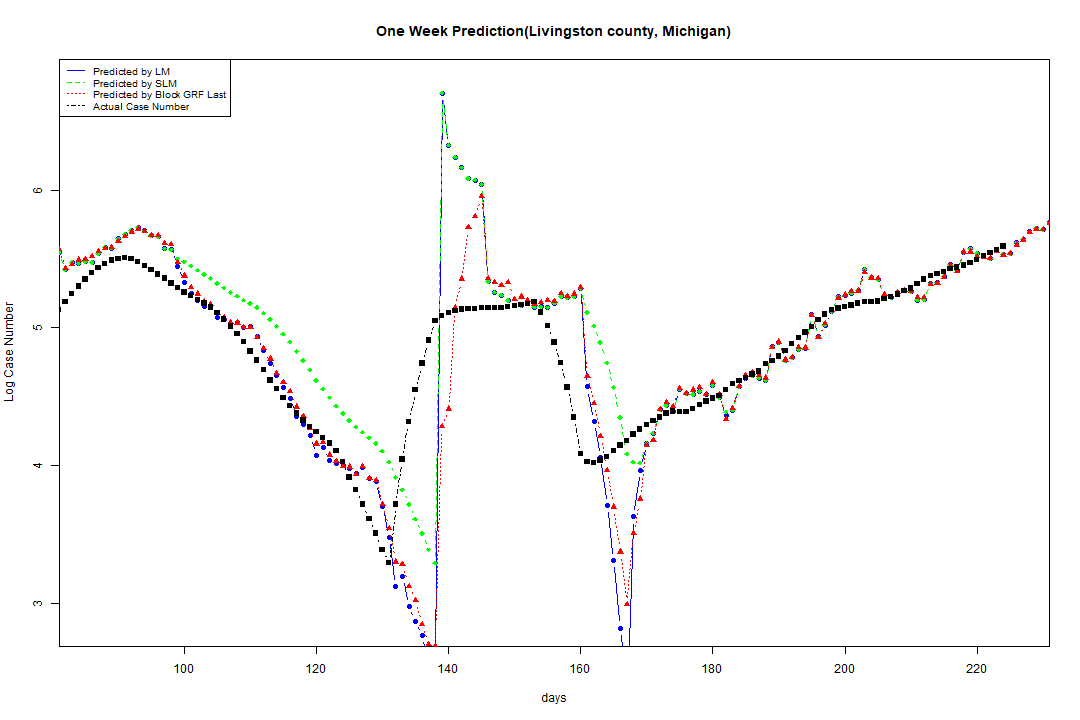 One Week Prediction(Livingston county, Michigan)
Predicted by LM
Predicted by SLM
Predicted by Block GRF Last
Actual Case Number
Log Case Number
6
5
4
3
100 120 140 160 180 200 220
days